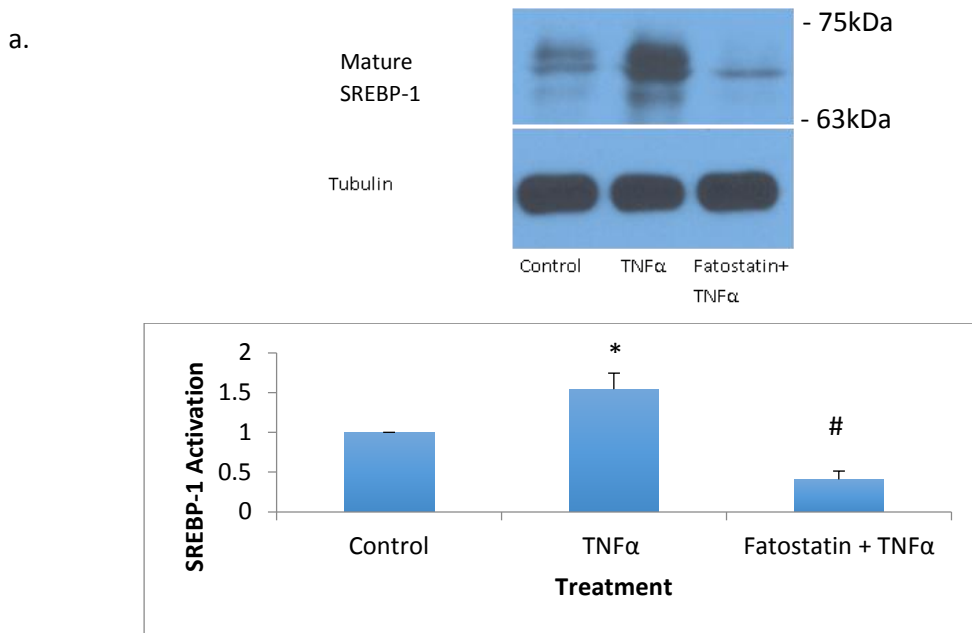 a.
- 75kDa
Mature
SREBP-1
- 63kDa
Tubulin
Control TNFα Fatostatin+
TNFα
2
1.5
1
0.5
0
SREBP-1 Activation
*
#
Control TNFα Fatostatin + TNFα
Treatment